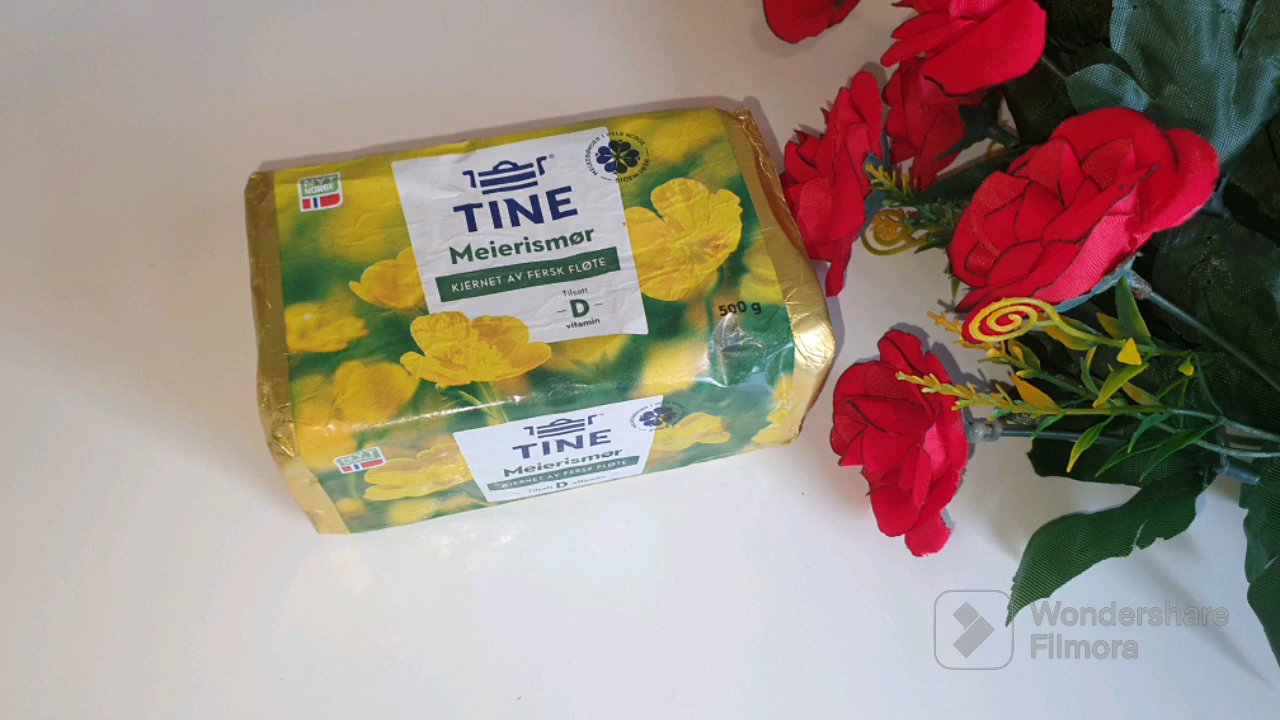 NYT
NORGE
TINE
Meierismør
KJERNET AV FERSK FLØTE
Tilsatt
D
vitamin
500 g
TINE
Meierismør
KJERNET AV FERSK FLØTE
Tilsatt D vitamin
Wondershare
Filmora